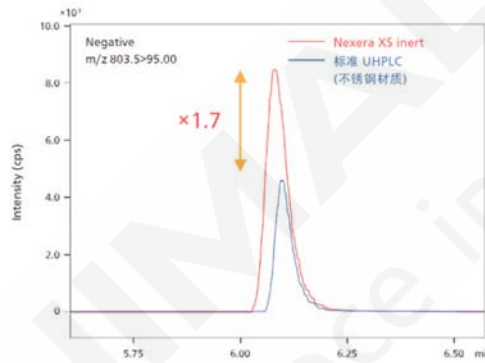 ×10³
10.0
8.0
6.0
4.0
2.0
0
Intensity (cps)
Negative
m/z 803.5>95.00
×1.7
Nexera XS inert
标准 UHPLC
(不锈钢材质)
5.75
6.00
6.25
6.50